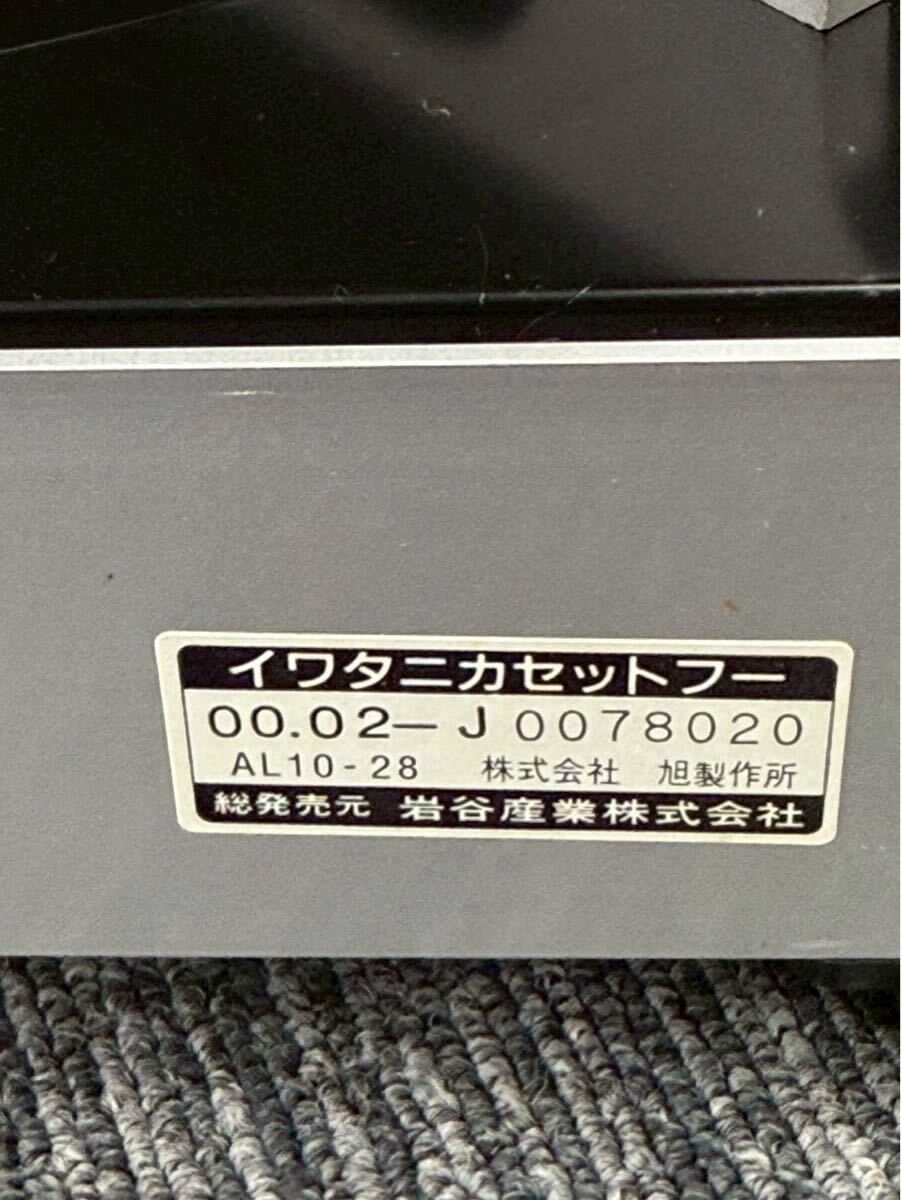 イワタニカセットフー
00.02-J0078020
AL10-28 株式会社 旭製作所
総発売元 岩谷産業株式会社